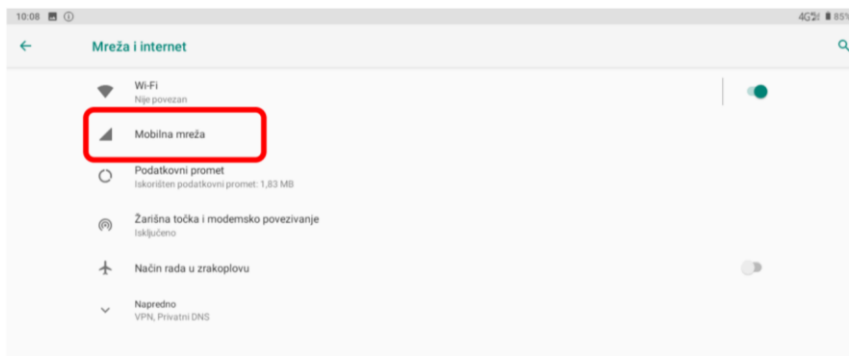 10:08
85%
Mreža i internet
Wi-Fi
Nije povezan
Mobilna mreža
Podatkovni promet
Iskorišten podatkovni promet: 1,83 MB
Žarišna točka i modemsko povezivanje
Isključeno
Način rada u zrakoplovu
Napredno
VPN, Privatni DNS